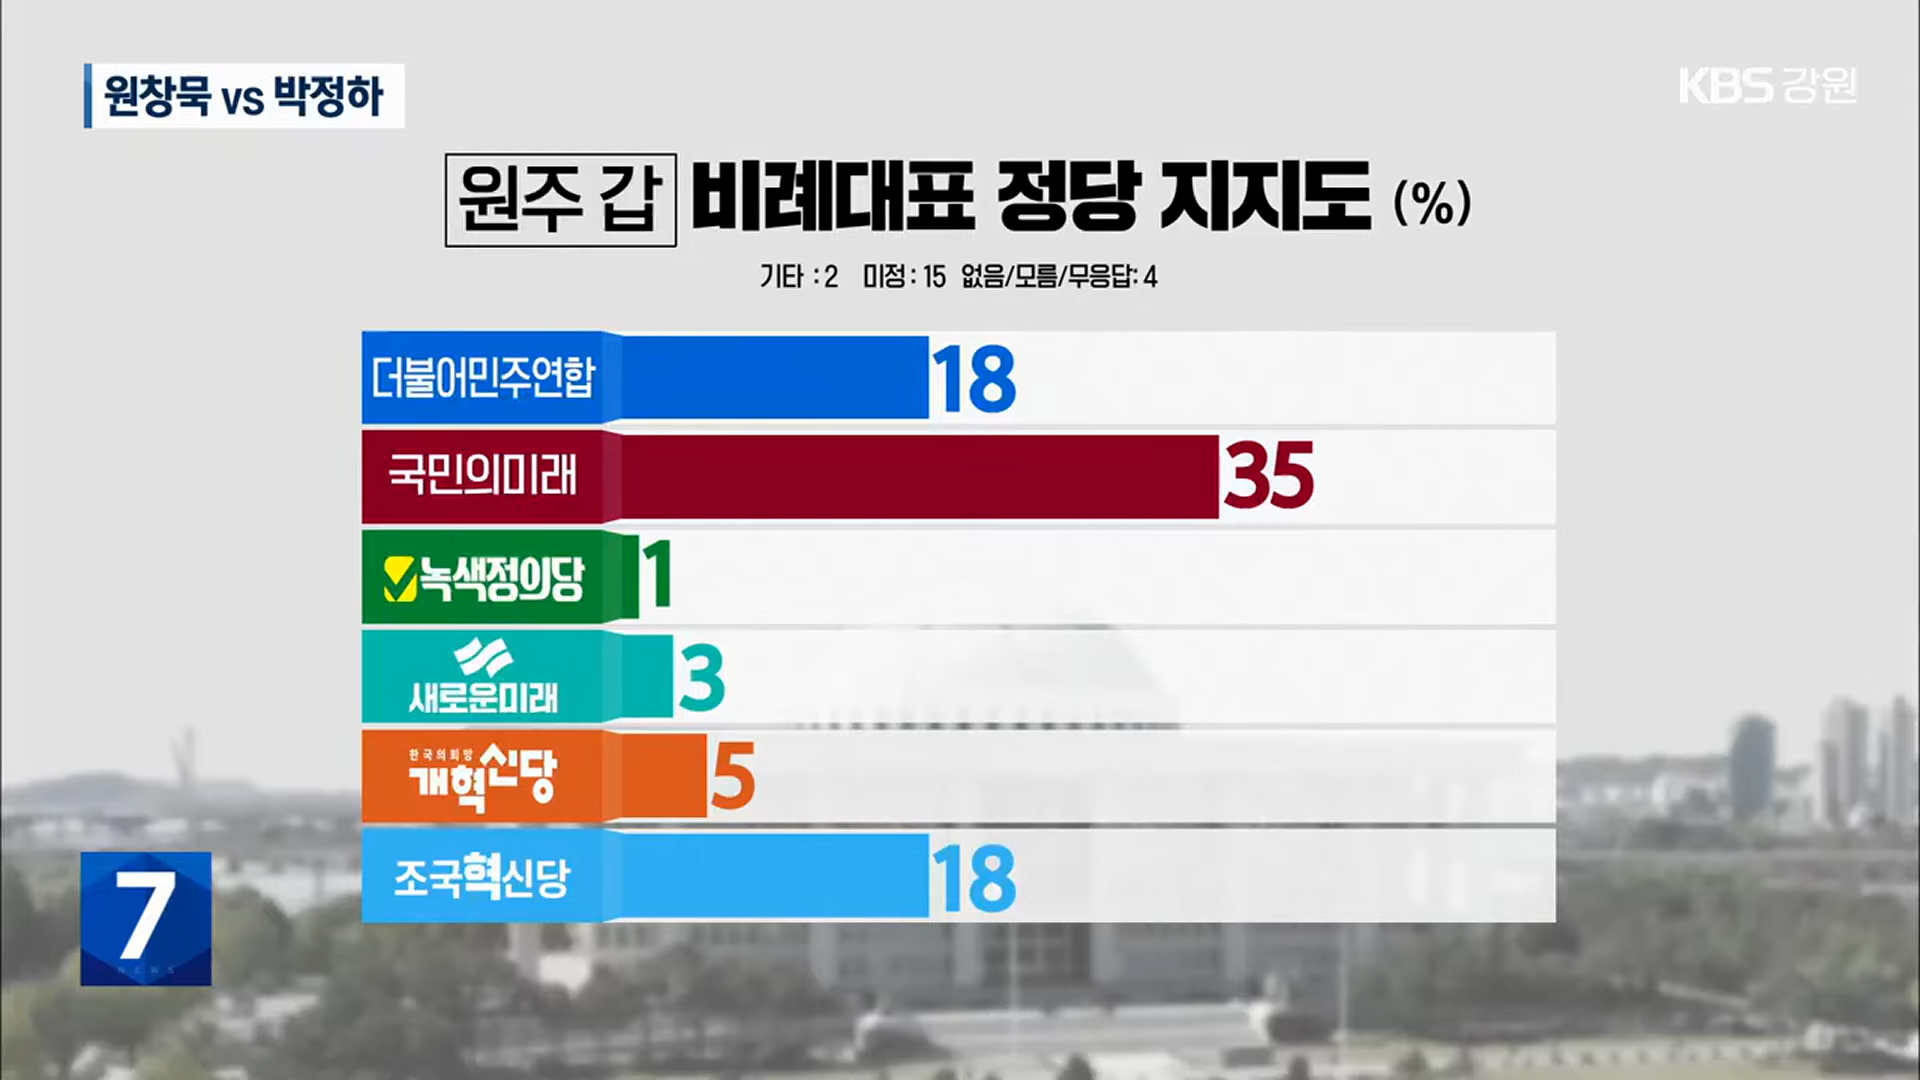 원창묵 vs 박정하
KBS 강원
원주 갑 비례대표 정당 지지도 (%)
기타 : 2 미정 : 15 없음/모름/무응답: 4
더불어민주연합 18
국민의미래 35
녹색정의당 1
새로운미래 3
한국의희망
개혁신당 5
조국혁신당 18
7
NEWS